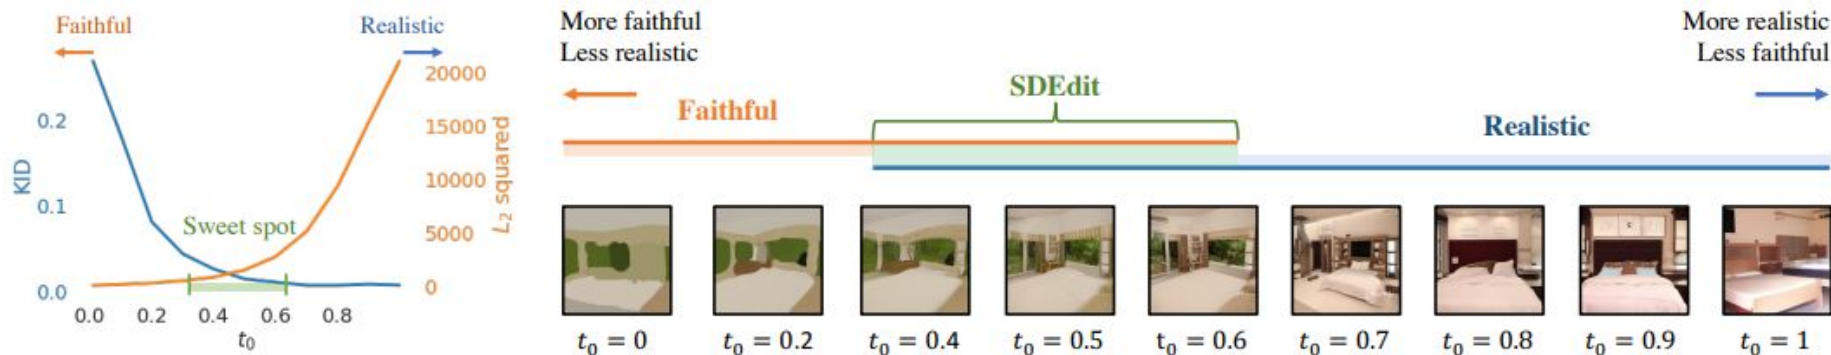 Faithful
Realistic
0.2
0.1
0.0
KID
Sweet spot
20000
15000
10000
5000
0
L₂ squared
0.0 0.2 0.4 0.6 0.8
t₀
More faithful
Less realistic
More realistic
Less faithful
SDEdit
Faithful
Realistic
t₀ = 0 t₀ = 0.2 t₀ = 0.4 t₀ = 0.5 t₀ = 0.6 t₀ = 0.7 t₀ = 0.8 t₀ = 0.9 t₀ = 1